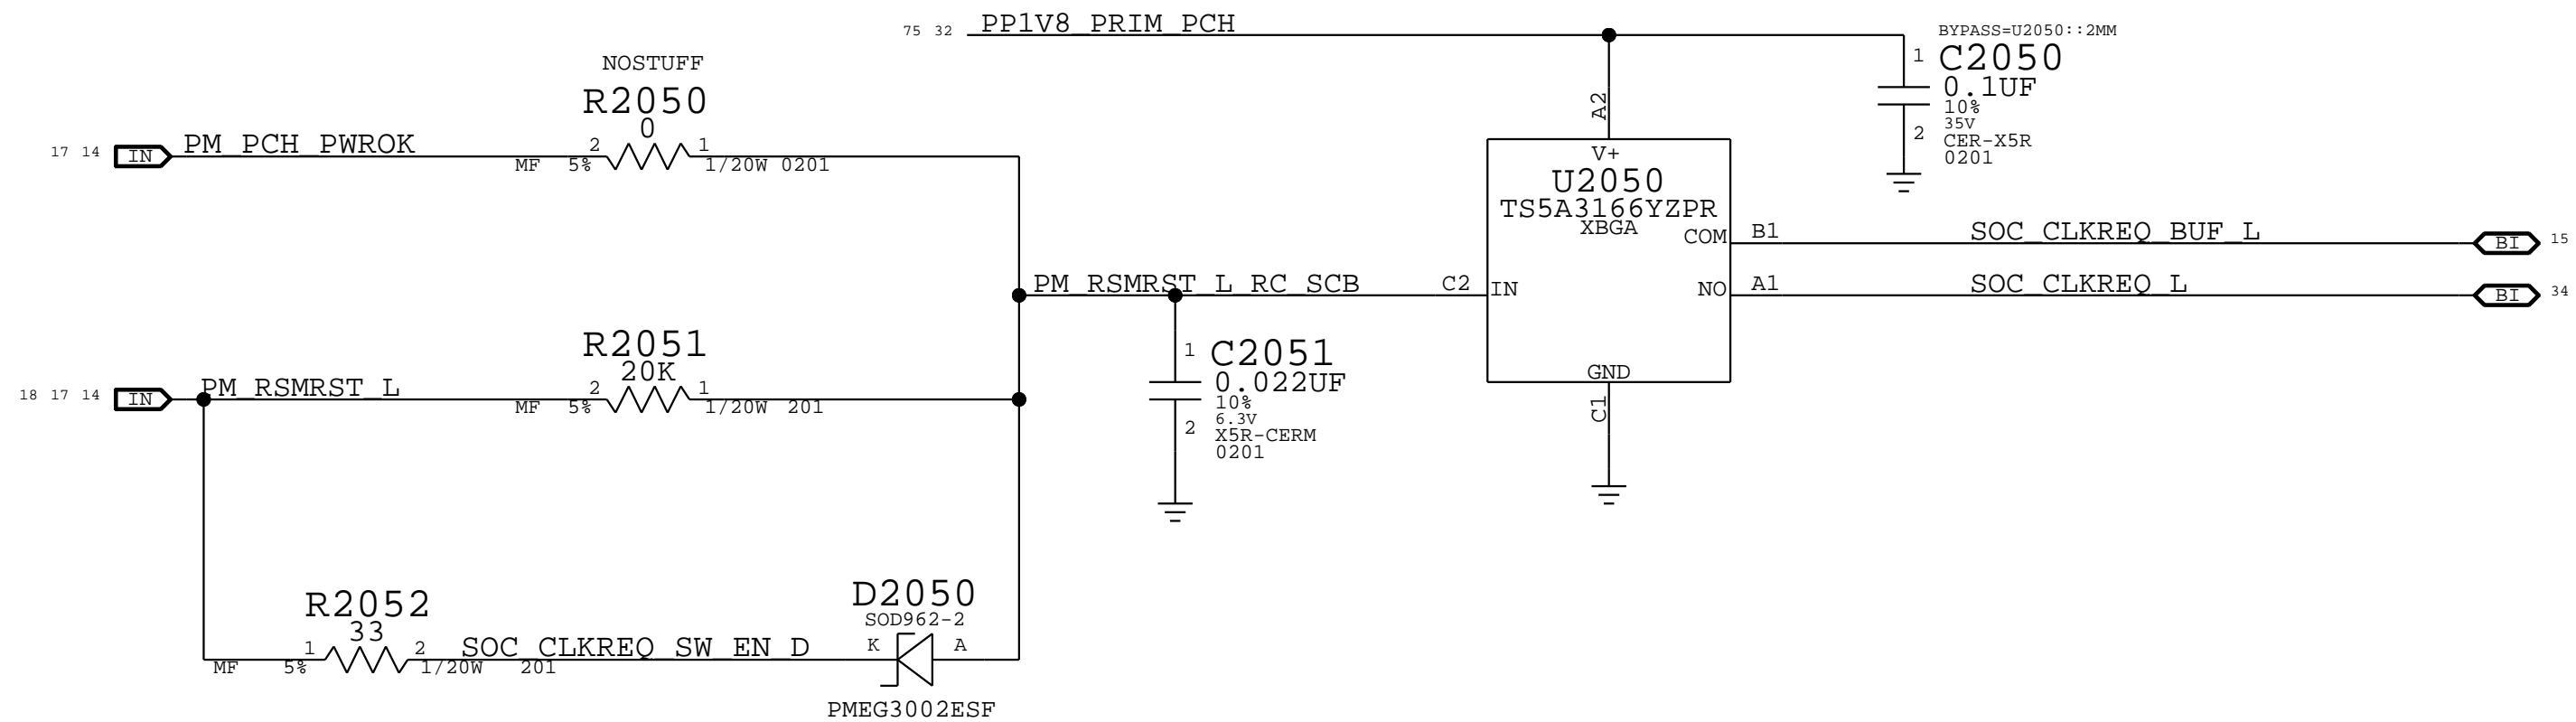 75 32 PP1V8_PRIM_PCH
BYPASS=U2050::2MM
1 C2050
0.1UF
10%
35V
2 CER-X5R
0201
NOSTUFF
R2050
0
17 14 IN PM_PCH_PWROK 2 1
MF 5% 1/20W 0201
A2
V+
U2050
TS5A3166YZPR
XBGA
COM B1 SOC_CLKREQ_BUF_L BI 15
PM_RSMRST_L_RC_SCB C2 IN NO A1 SOC_CLKREQ_L BI 34
GND
C1
1 C2051
0.022UF
10%
6.3V
2 X5R-CERM
0201
R2051
20K
18 17 14 IN PM_RSMRST_L 2 1
MF 5% 1/20W 201
R2052
33
1 2 SOC_CLKREQ_SW_EN_D
MF 5% 1/20W 201
D2050
SOD962-2
K A
PMEG3002ESF